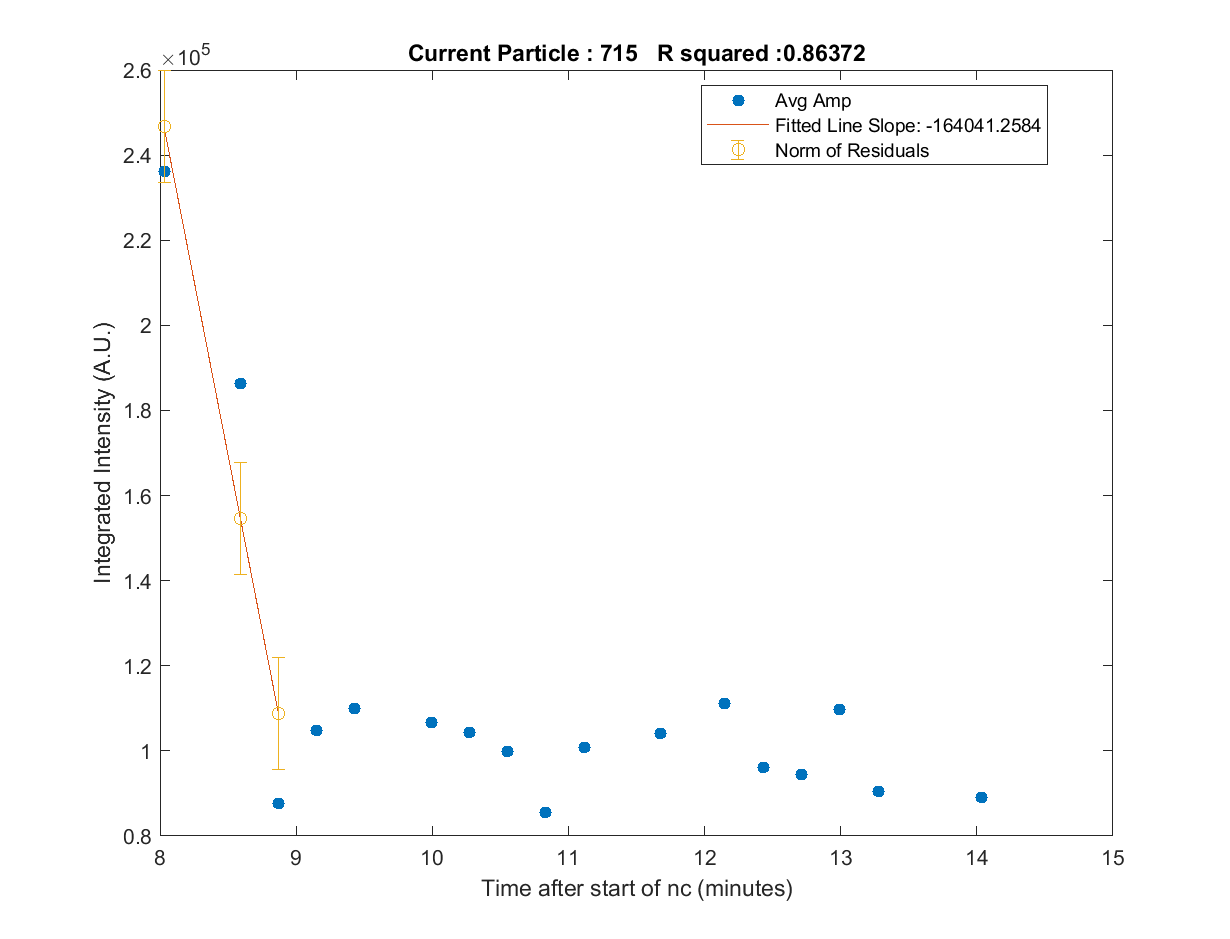 Current Particle : 715 R squared :0.86372
×10^5
Avg Amp
Fitted Line Slope: -164041.2584
Norm of Residuals
2.6
2.4
2.2
2
1.8
1.6
1.4
1.2
1
0.8
Integrated Intensity (A.U.)
8 9 10 11 12 13 14 15
Time after start of nc (minutes)